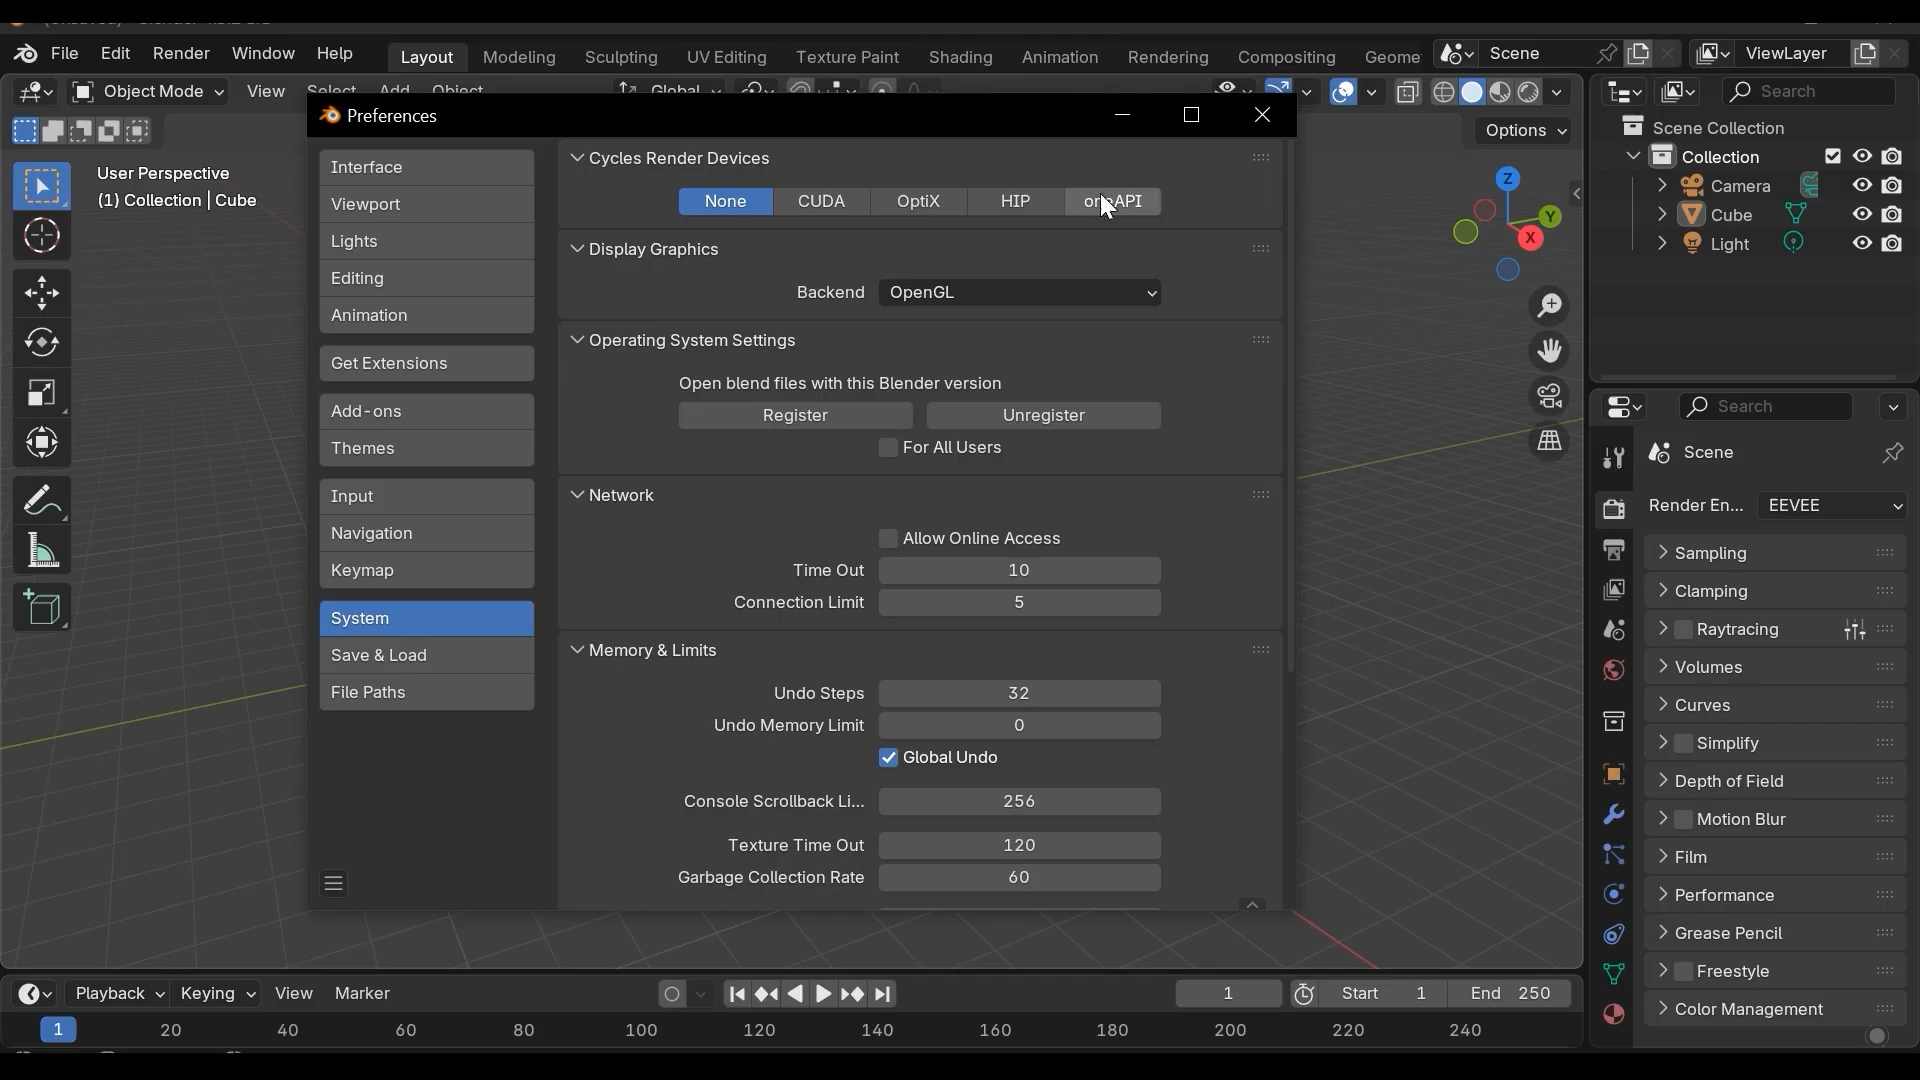 File Edit Render Window Help Layout Modeling Sculpting UV Editing Texture Paint Shading Animation Rendering Compositing Geome Scene ViewLayer
Object Mode View Select Add Object Global Search
Preferences
Options
User Perspective
(1) Collection | Cube
Interface
Viewport
Lights
Editing
Animation
Get Extensions
Add-ons
Themes
Input
Navigation
Keymap
System
Save & Load
File Paths
Cycles Render Devices
None CUDA OptiX HIP oneAPI
Display Graphics
Backend OpenGL
Operating System Settings
Open blend files with this Blender version
Register Unregister
For All Users
Network
Allow Online Access
Time Out 10
Connection Limit 5
Memory & Limits
Undo Steps 32
Undo Memory Limit 0
Global Undo
Console Scrollback Li... 256
Texture Time Out 120
Garbage Collection Rate 60
Z
Y
X
Scene Collection
Collection
Camera
Cube
Light
Search
Scene
Render En... EEVEE
Sampling
Clamping
Raytracing
Volumes
Curves
Simplify
Depth of Field
Motion Blur
Film
Performance
Grease Pencil
Freestyle
Color Management
Playback Keying View Marker 1 Start 1 End 250
1 20 40 60 80 100 120 140 160 180 200 220 240